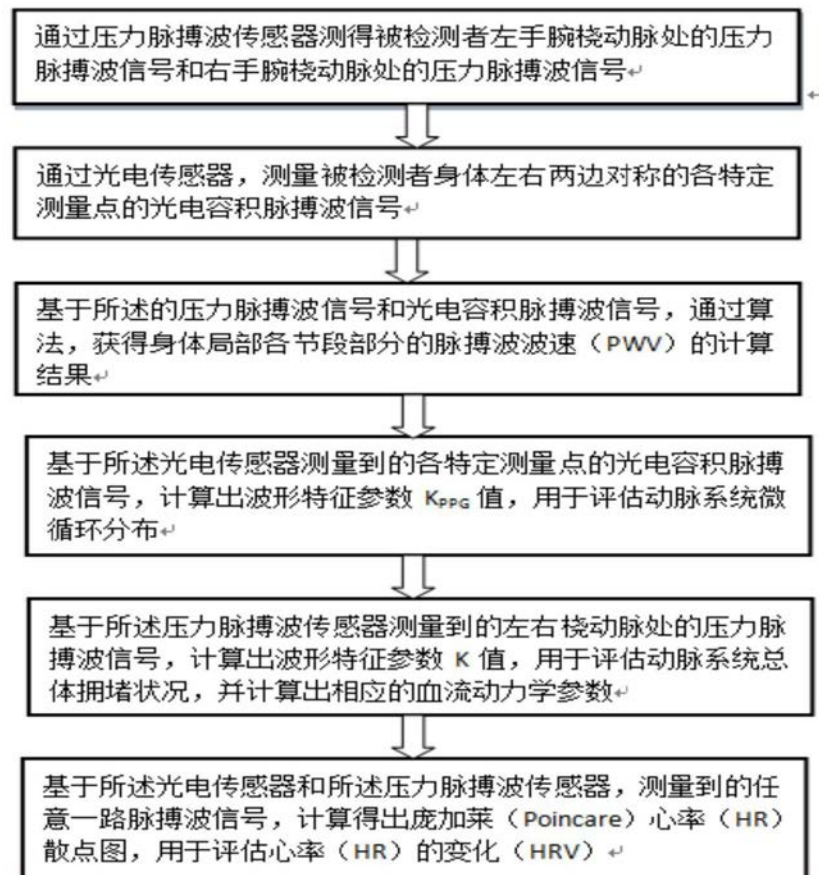 通过压力脉搏波传感器测得被检测者左手腕桡动脉处的压力
脉搏波信号和右手腕桡动脉处的压力脉搏波信号↵
↵
通过光电传感器，测量被检测者身体左右两边对称的各特定
测量点的光电容积脉搏波信号↵
基于所述的压力脉搏波信号和光电容积脉搏波信号，通过算
法，获得身体局部各节段部分的脉搏波波速（PWV）的计算
结果↵
基于所述光电传感器测量到的各特定测量点的光电容积脉搏
波信号，计算出波形特征参数 KPPG 值，用于评估动脉系统微
循环分布↵
基于所述压力脉搏波传感器测量到的左右桡动脉处的压力脉
搏波信号，计算出波形特征参数 K 值，用于评估动脉系统总
体拥堵状况，并计算出相应的血流动力学参数↵
基于所述光电传感器和所述压力脉搏波传感器，测量到的任
意一路脉搏波信号，计算得出庞加莱（Poincare）心率（HR）
散点图，用于评估心率（HR）的变化（HRV）↵